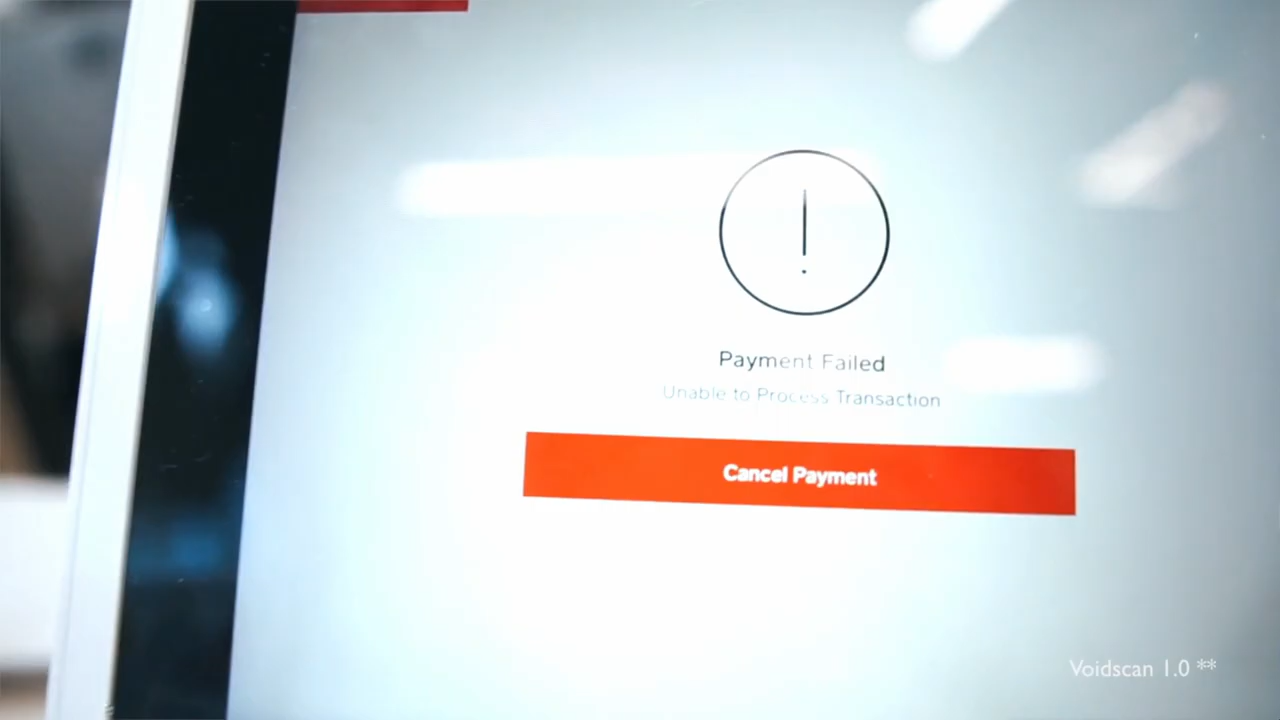 Payment Failed
Unable to Process Transaction
Cancel Payment
Voidscan 1.0 **